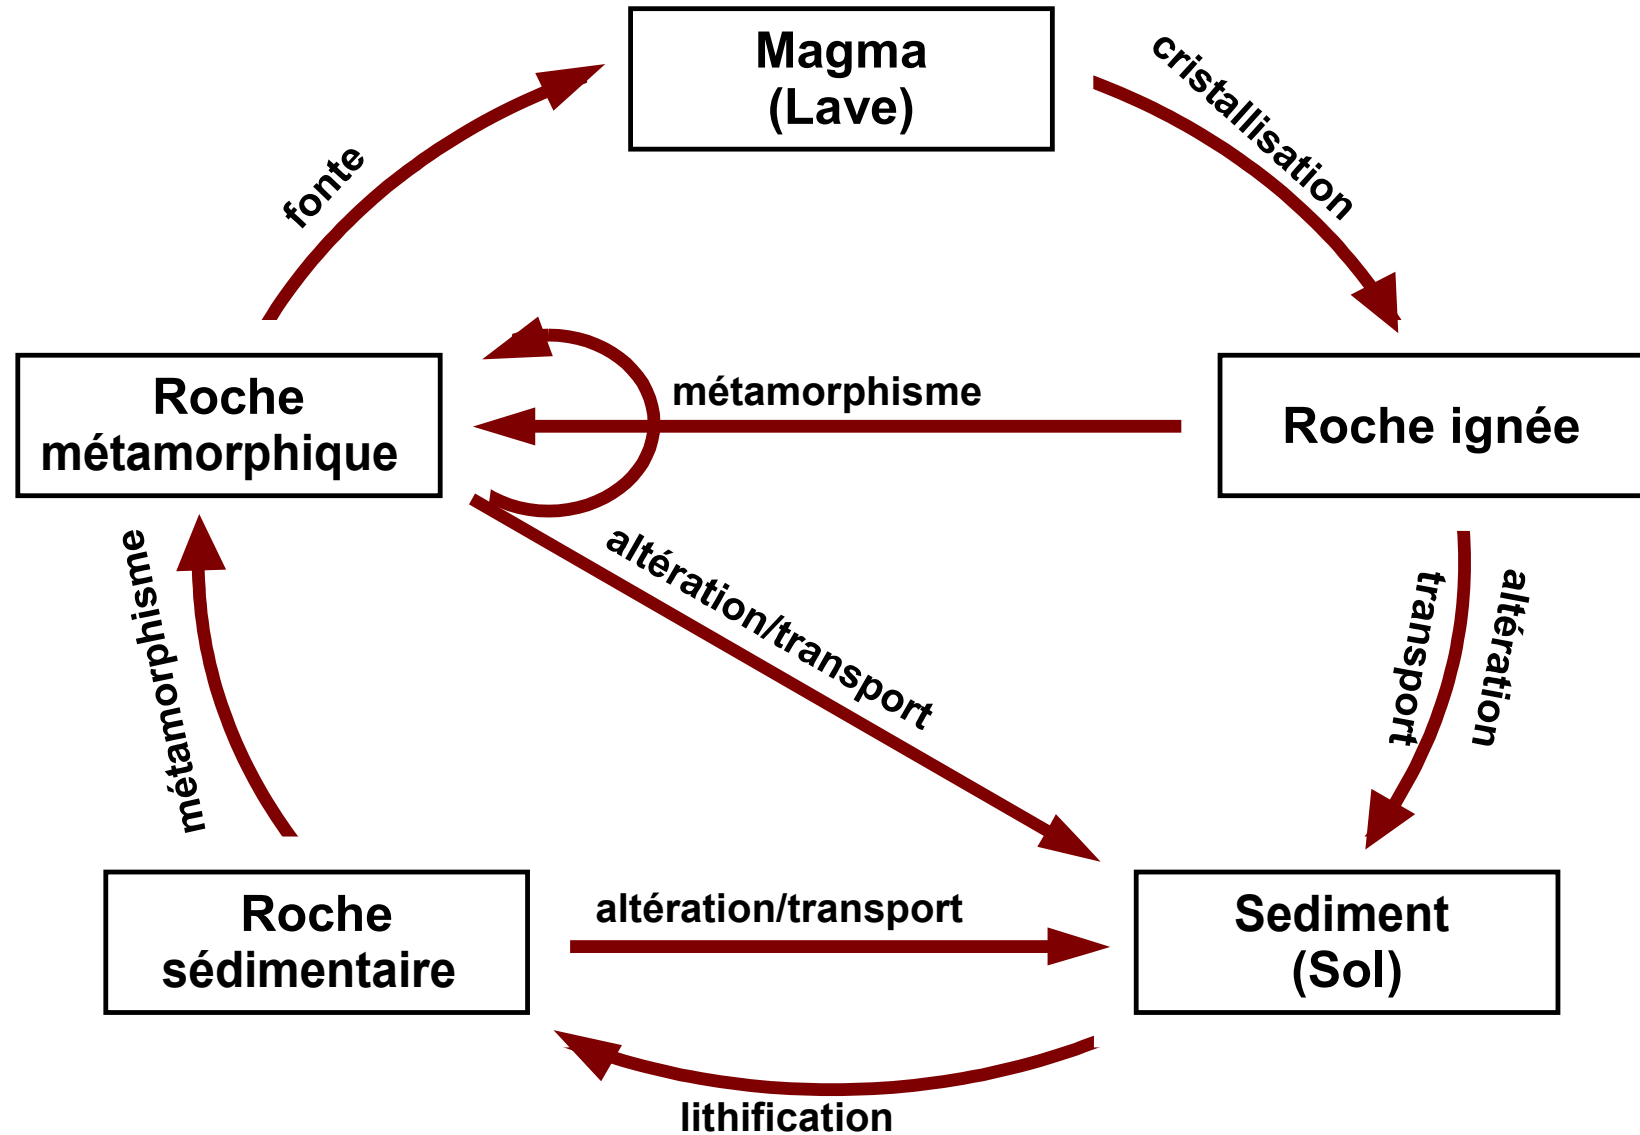 Magma
(Lave)
cristallisation
fonte
Roche
métamorphique
métamorphisme
Roche ignée
altération/transport
métamorphisme
altération
transport
Roche
sédimentaire
altération/transport
Sediment
(Sol)
lithification